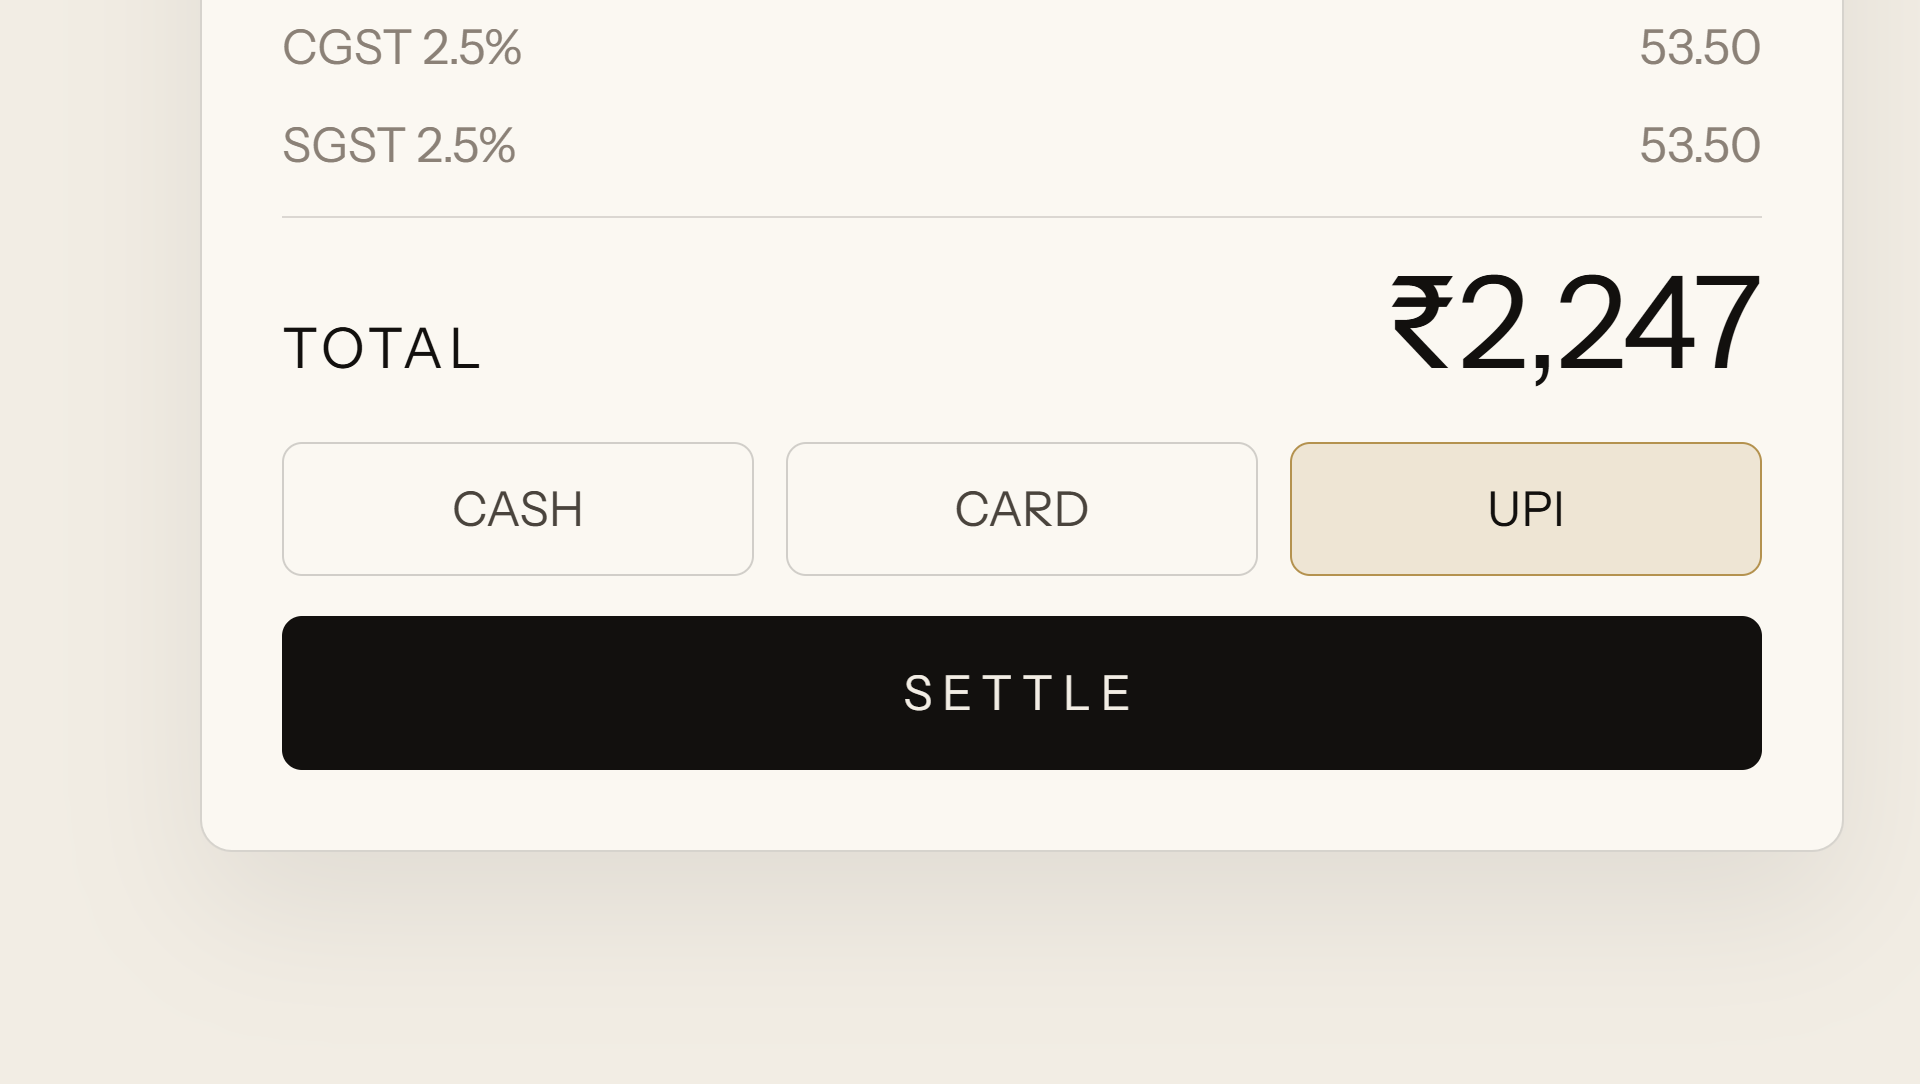 CGST 2.5% 53.50
SGST 2.5% 53.50
TOTAL ₹2,247
CASH CARD UPI
SETTLE